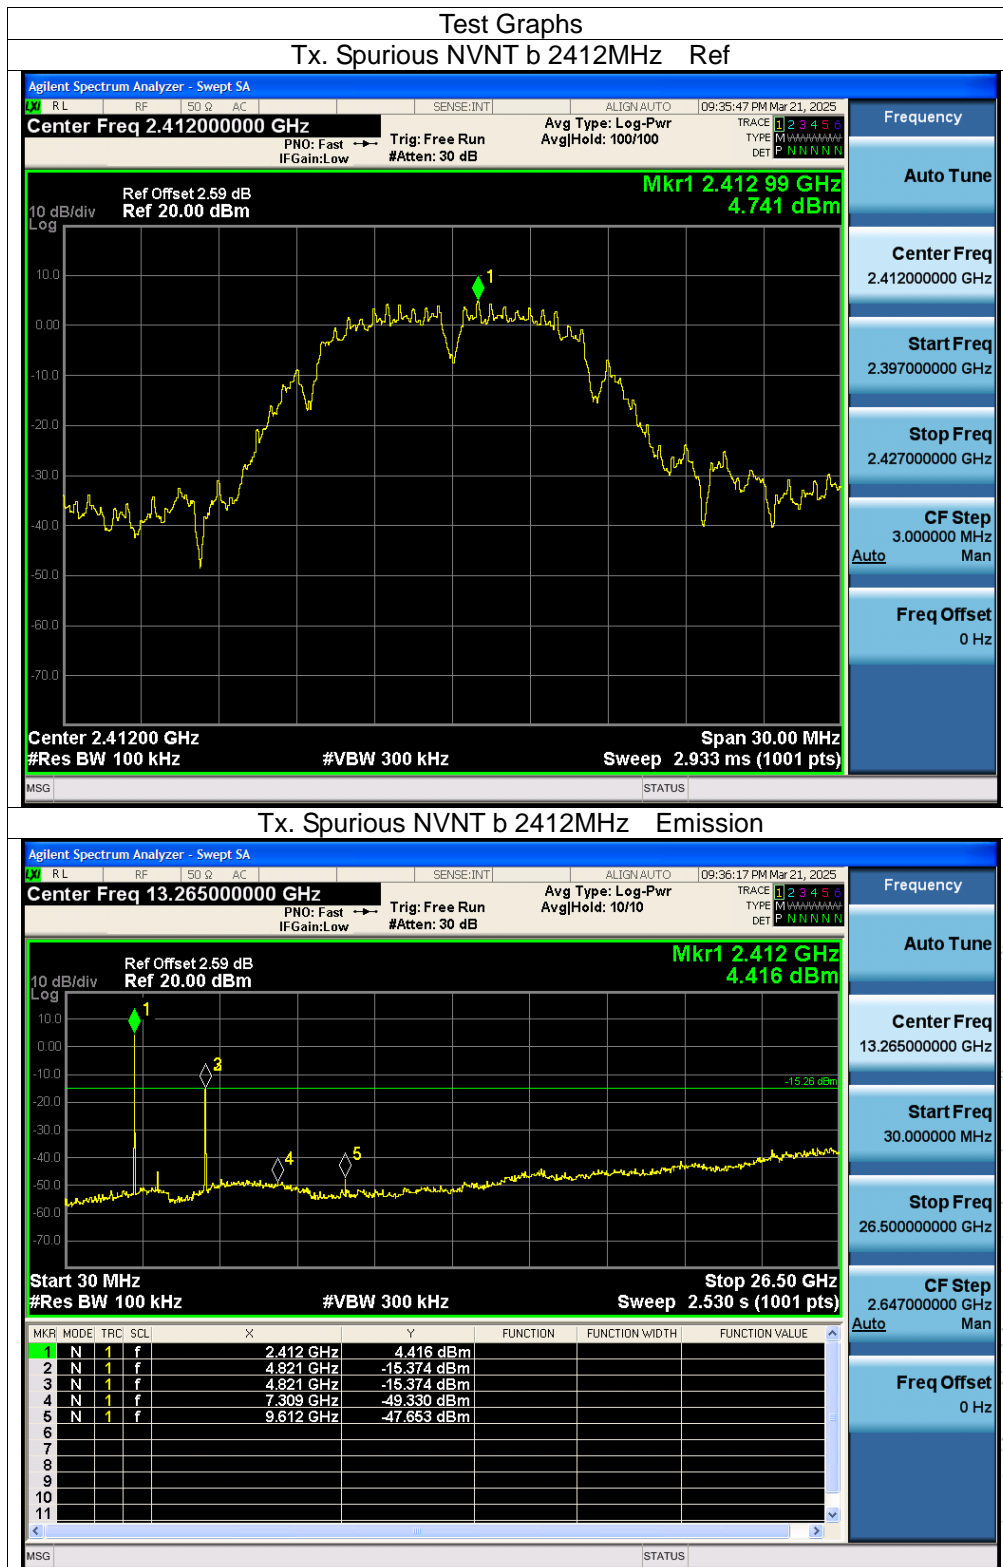 Test Graphs
Tx. Spurious NVNT b 2412MHz Ref
Agilent Spectrum Analyzer - Swept SA
LXI RL RF 50 Ω AC SENSE:INT ALIGN AUTO 09:35:47 PM Mar 21, 2025
Center Freq 2.412000000 GHz
PNO: Fast
IFGain:Low
Trig: Free Run
#Atten: 30 dB
Avg Type: Log-Pwr
Avg|Hold: 100/100
TRACE 1 2 3 4 5 6
TYPE M
DET P N N N N N
Ref Offset 2.59 dB
Ref 20.00 dBm
10 dB/div
Log
Mkr1 2.412 99 GHz
4.741 dBm
1
10.0
0.00
-10.0
-20.0
-30.0
-40.0
-50.0
-60.0
-70.0
Center 2.41200 GHz Span 30.00 MHz
#Res BW 100 kHz #VBW 300 kHz Sweep 2.933 ms (1001 pts)
MSG STATUS
Frequency
Auto Tune
Center Freq
2.412000000 GHz
Start Freq
2.397000000 GHz
Stop Freq
2.427000000 GHz
CF Step
3.000000 MHz
Auto Man
Freq Offset
0 Hz
Tx. Spurious NVNT b 2412MHz Emission
Agilent Spectrum Analyzer - Swept SA
LXI RL RF 50 Ω AC SENSE:INT ALIGN AUTO 09:36:17 PM Mar 21, 2025
Center Freq 13.265000000 GHz
PNO: Fast
IFGain:Low
Trig: Free Run
#Atten: 30 dB
Avg Type: Log-Pwr
Avg|Hold: 10/10
TRACE 1 2 3 4 5 6
TYPE M
DET P N N N N N
Ref Offset 2.59 dB
Ref 20.00 dBm
10 dB/div
Log
Mkr1 2.412 GHz
4.416 dBm
1
4
5
-15.26 dBm
10.0
0.00
-10.0
-20.0
-30.0
-40.0
-50.0
-60.0
-70.0
Start 30 MHz Stop 26.50 GHz
#Res BW 100 kHz #VBW 300 kHz Sweep 2.530 s (1001 pts)
MKR MODE TRC SCL X Y FUNCTION FUNCTION WIDTH FUNCTION VALUE
1 N 1 f 2.412 GHz 4.416 dBm
2 N 1 f 4.821 GHz -15.374 dBm
3 N 1 f 4.821 GHz -15.374 dBm
4 N 1 f 7.309 GHz -49.330 dBm
5 N 1 f 9.612 GHz -47.653 dBm
6
7
8
9
10
11
MSG STATUS
Frequency
Auto Tune
Center Freq
13.265000000 GHz
Start Freq
30.000000 MHz
Stop Freq
26.500000000 GHz
CF Step
2.647000000 GHz
Auto Man
Freq Offset
0 Hz